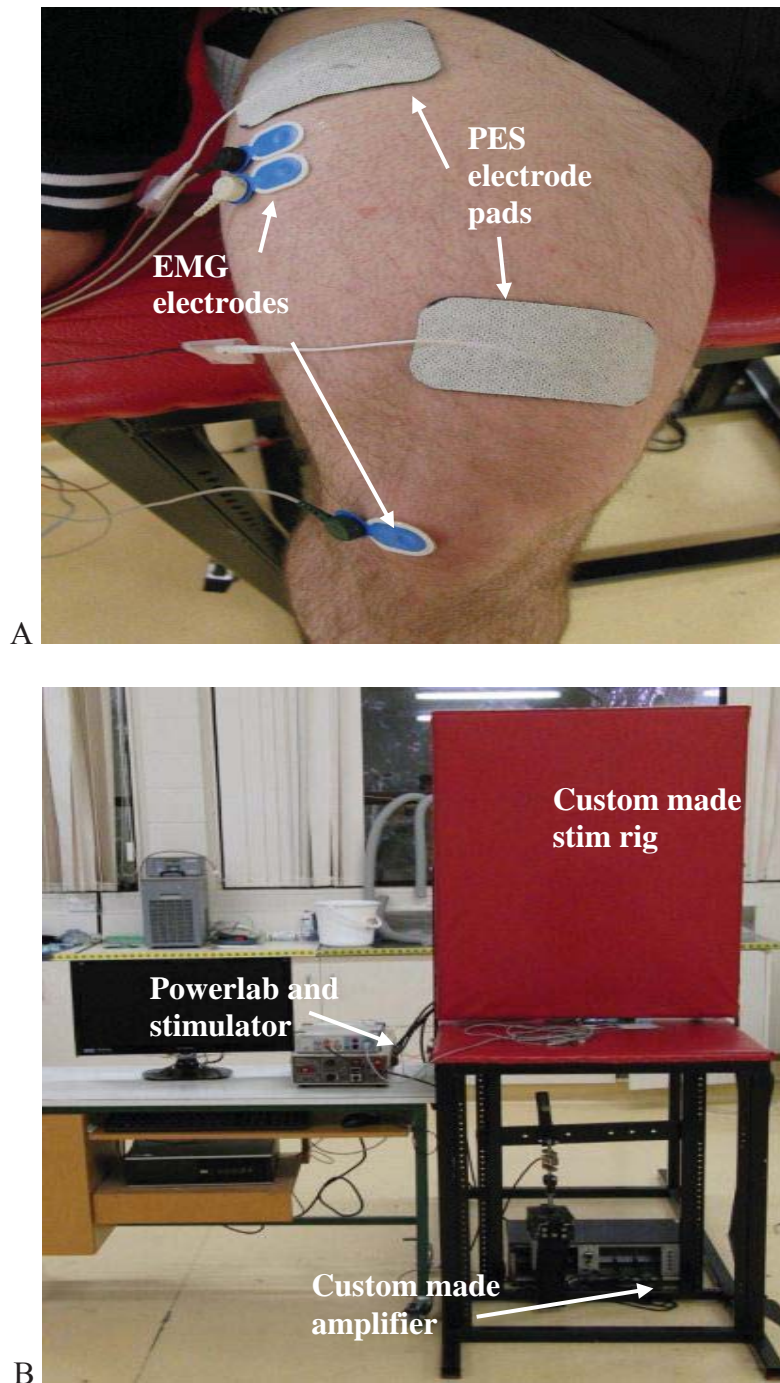 PES
electrode
pads
EMG
electrodes
A
Custom made
stim rig
Powerlab and
stimulator
Custom made
amplifier
B